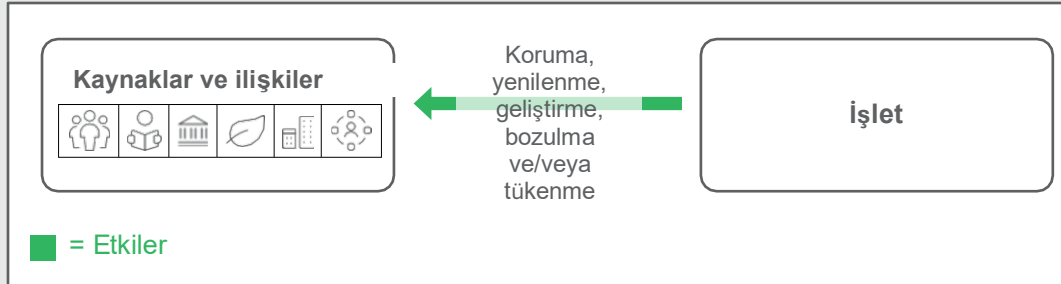 Kaynaklar ve ilişkiler
Koruma,
yenilenme,
geliştirme,
bozulma
ve/veya
tükenme
İşlet
= Etkiler